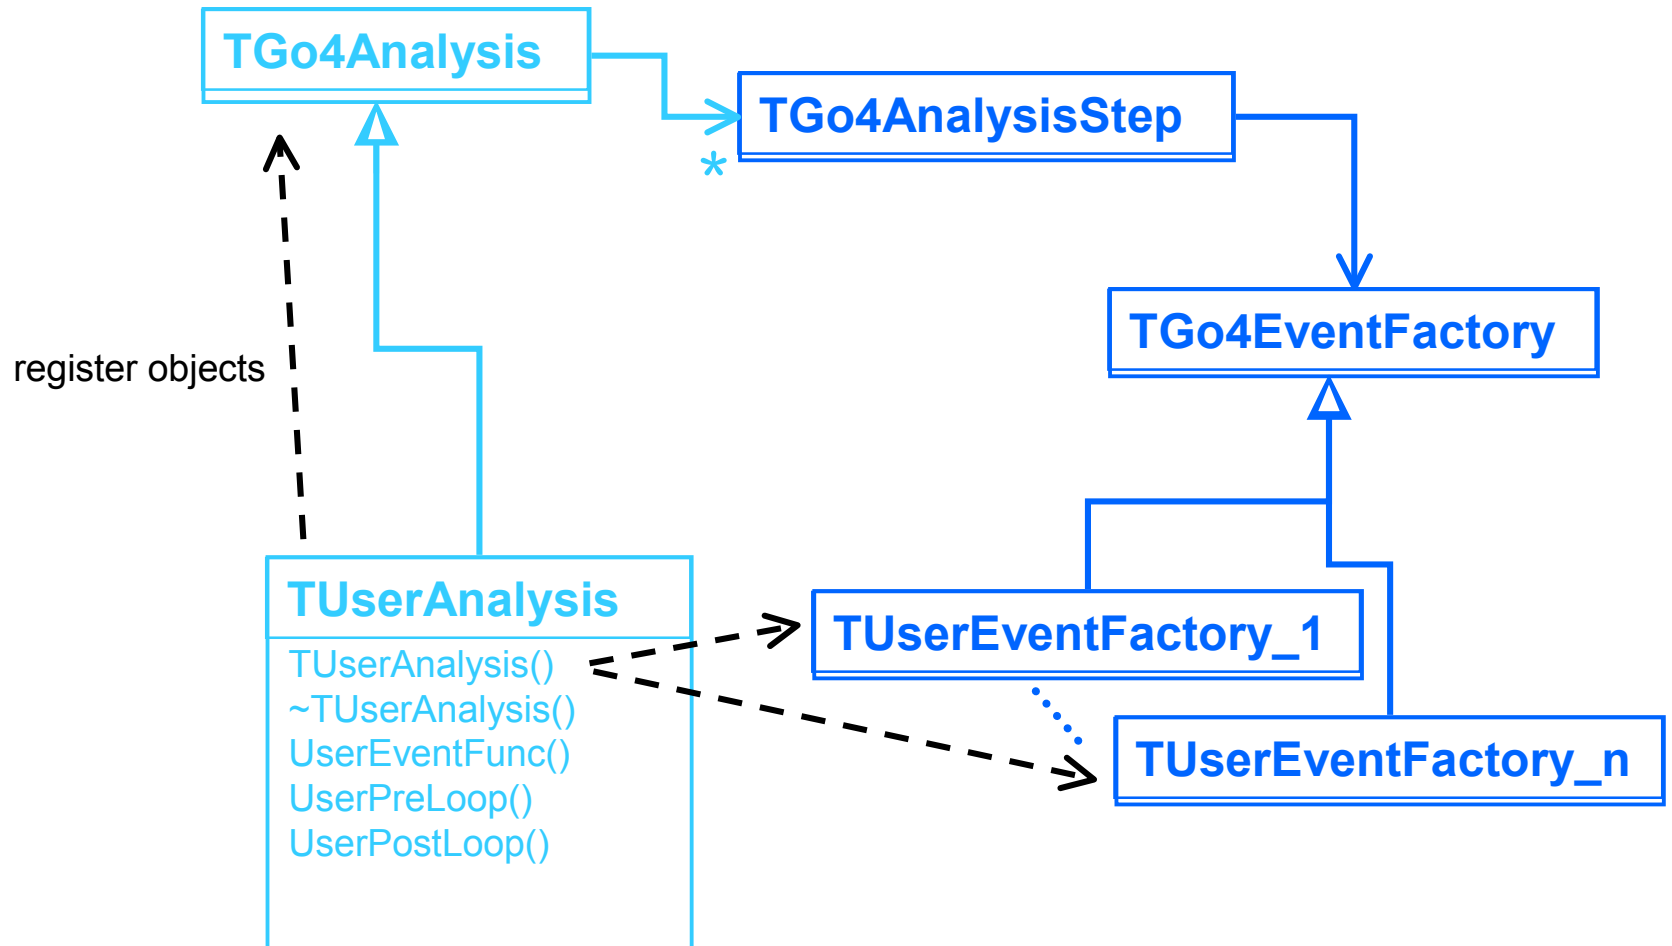 TGo4Analysis
TGo4AnalysisStep
*
TGo4EventFactory
register objects
TUserAnalysis
TUserAnalysis()
~TUserAnalysis()
UserEventFunc()
UserPreLoop()
UserPostLoop()
TUserEventFactory_1
TUserEventFactory_n